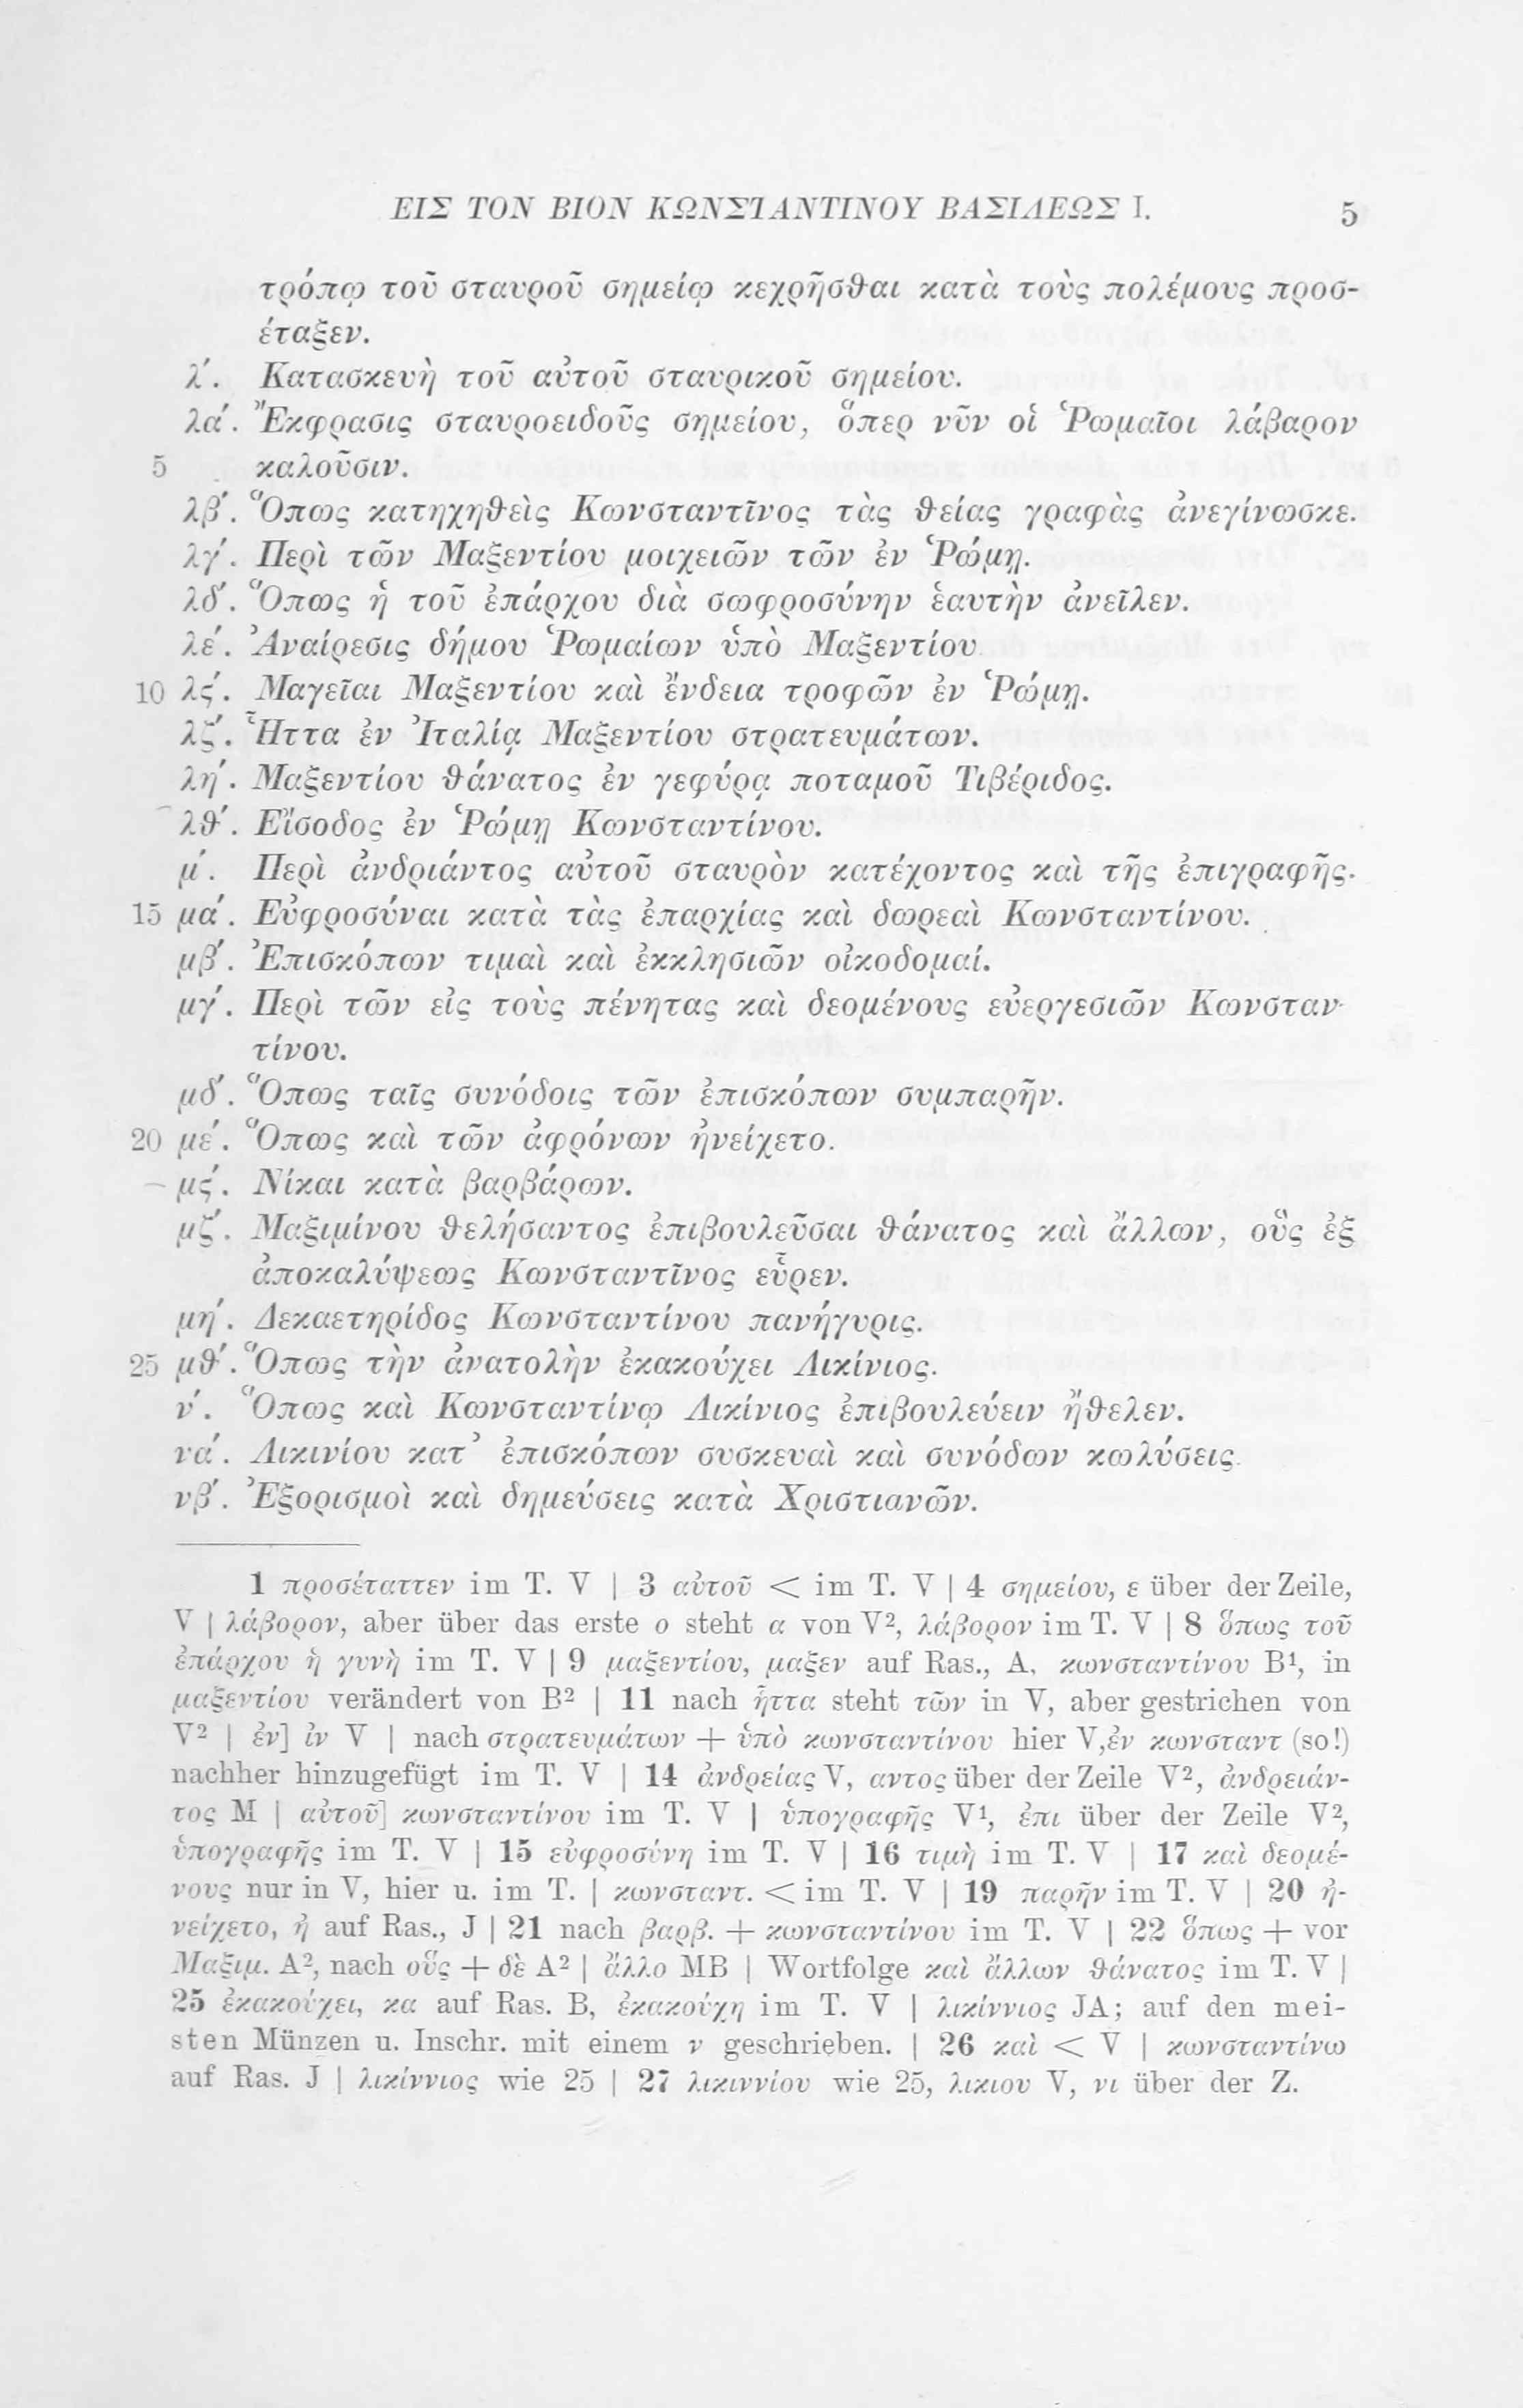 ΕΙΣ ΤΟΝ ΒΙΟΝ ΚΩΝΣΤΑΝΤΙΝΟΥ ΒΑΣΙΛΕΩΣ I. 5
τρόπῳ τοῦ σταυροῦ σημείῳ κεχρῆσθαι κατὰ τοὺς πολέμους προσ-
έταξεν.
λ΄. Κατασκευὴ τοῦ αὐτοῦ σταυρικοῦ σημείου.
λα΄. Ἔκφρασις σταυροειδοῦς σημείου, ὅπερ νῦν οἱ Ῥωμαῖοι λάβαρον
5 καλοῦσιν.
λβ΄. Ὅπως κατηχηθεὶς Κωνσταντῖνος τὰς θείας γραφὰς ἀνεγίνωσκε.
λγ΄. Περὶ τῶν Μαξεντίου μοιχειῶν τῶν ἐν Ῥώμῃ.
λδ΄. Ὅπως ἡ τοῦ ἐπάρχου διὰ σωφροσύνην ἑαυτὴν ἀνεῖλεν.
λε΄. Ἀναίρεσις δήμου Ῥωμαίων ὑπὸ Μαξεντίου
10 λϛ΄. Μαγεῖαι Μαξεντίου καὶ ἔνδεια τροφῶν ἐν Ῥώμῃ.
λζ΄. Ἧττα ἐν Ἰταλίᾳ Μαξεντίου στρατευμάτων.
λη΄. Μαξεντίου θάνατος ἐν γεφύρᾳ ποταμοῦ Τιβέριδος.
λθ΄. Εἴσοδος ἐν Ῥώμῃ Κωνσταντίνου.
μ΄. Περὶ ἀνδριάντος αὐτοῦ σταυρὸν κατέχοντος καὶ τῆς ἐπιγραφῆς.
15 μα΄. Εὐφροσύναι κατὰ τὰς ἐπαρχίας καὶ δωρεαὶ Κωνσταντίνου.
μβ΄. Ἐπισκόπων τιμαὶ καὶ ἐκκλησιῶν οἰκοδομαί.
μγ΄. Περὶ τῶν εἰς τοὺς πένητας καὶ δεομένους εὐεργεσιῶν Κωνσταν-
τίνου.
μδ΄. Ὅπως ταῖς συνόδοις τῶν ἐπισκόπων συμπαρῆν.
20 με΄. Ὅπως καὶ τῶν ἀφρόνων ἠνείχετο.
μϛ΄. Νίκαι κατὰ βαρβάρων.
μζ΄. Μαξιμίνου θελήσαντος ἐπιβουλεῦσαι θάνατος καὶ ἄλλων, οὓς ἐξ
ἀποκαλύψεως Κωνσταντῖνος εὗρεν.
μη΄. Δεκαετηρίδος Κωνσταντίνου πανήγυρις.
25 μθ΄. Ὅπως τὴν ἀνατολὴν ἐκακούχει Λικίνιος.
ν΄. Ὅπως καὶ Κωνσταντίνῳ Λικίνιος ἐπιβουλεύειν ἤθελεν.
να΄. Λικινίου κατ᾽ ἐπισκόπων συσκευαὶ καὶ συνόδων κωλύσεις.
νβ΄. Ἐξορισμοὶ καὶ δημεύσεις κατὰ Χριστιανῶν.
1 προσέταττεν im T. V | 3 αὐτοῦ < im T. V | 4 σημείου, ε über der Zeile,
V | λάβορον, aber über das erste ο steht α von V², λάβορον im T. V | 8 ὅπως τοῦ
ἐπάρχου ἡ γυνὴ im T. V | 9 μαξεντίου, μαξεν auf Ras., A, κωνσταντίνου B¹, in
μαξεντίου verändert von B² | 11 nach ἧττα steht τῶν in V, aber gestrichen von
V² | ἐν] ἰν V | nach στρατευμάτων + ὑπὸ κωνσταντίνου hier V, ἐν κωνσταντ (so!)
nachher hinzugefügt im T. V | 14 ἀνδρείας V, αντος über der Zeile V², ἀνδρειάν-
τος M | αὐτοῦ] κωνσταντίνου im T. V | ὑπογραφῆς V¹, ἐπι über der Zeile V²,
ὑπογραφῆς im T. V | 15 εὐφροσύνη im T. V | 16 τιμὴ im T. V | 17 καὶ δεομέ-
νους nur in V, hier u. im T. | κωνσταντ. < im T. V | 19 παρῆν im T. V | 20 ἠ-
νείχετο, ἠ auf Ras., J | 21 nach βαρβ. + κωνσταντίνου im T. V | 22 ὅπως + vor
Μαξιμ. A², nach οὓς + δὲ A² | ἄλλο MB | Wortfolge καὶ ἄλλων θάνατος im T. V |
25 ἐκακούχει, κα auf Ras. B, ἐκακούχη im T. V | λικίννιος JA; auf den mei-
sten Münzen u. Inschr. mit einem ν geschrieben. | 26 καὶ < V | κωνσταντίνω
auf Ras. J | λικίννιος wie 25 | 27 λικιννίου wie 25, λικιου V, νι über der Z.